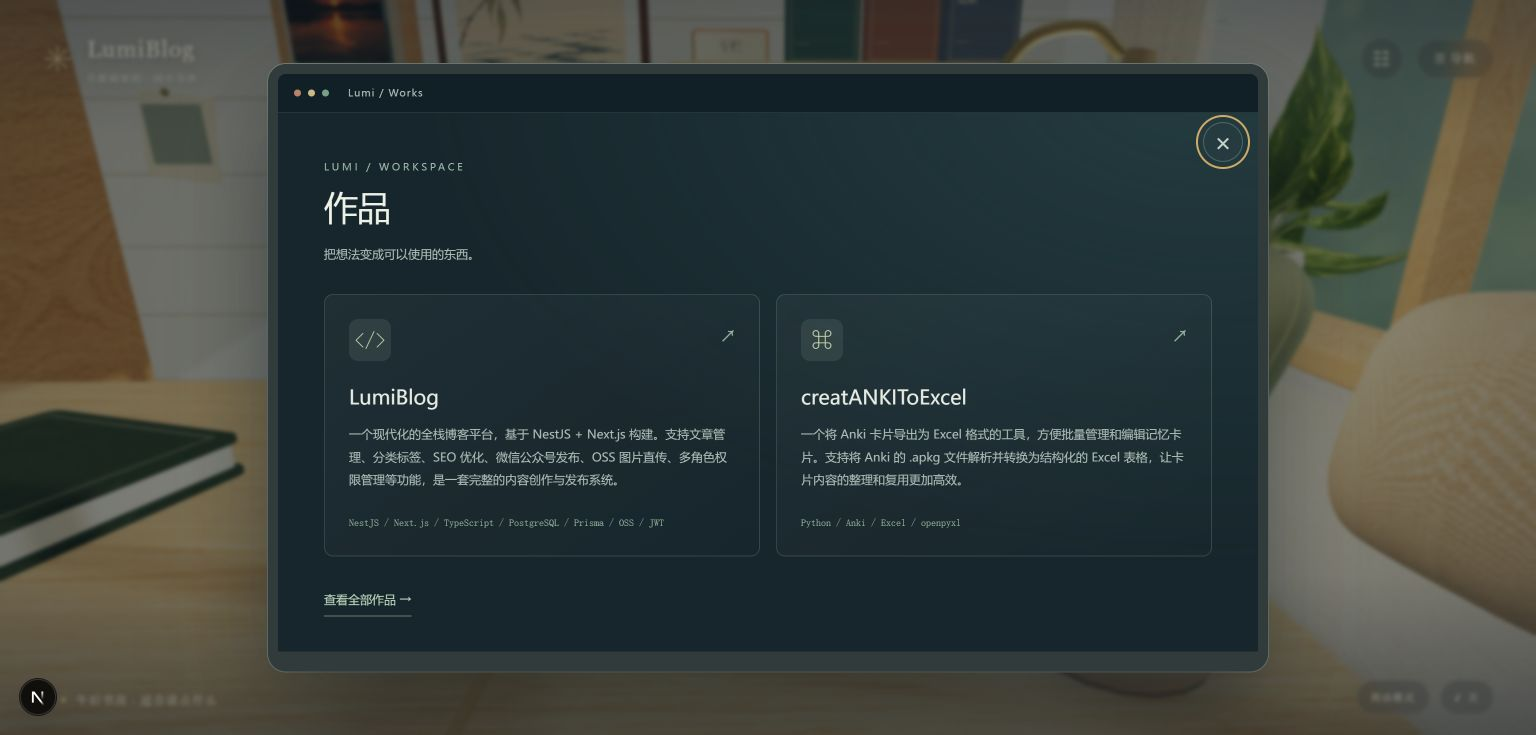 LumiBlog
Lumi / Works
LUMI / WORKSPACE
作品
把想法变成可以使用的东西。
</>
LumiBlog
一个现代化的全栈博客平台，基于 NestJS + Next.js 构建。支持文章管
理、分类标签、SEO 优化、微信公众号发布、OSS 图片直传、多角色权
限管理等功能，是一套完整的内容创作与发布系统。
NestJS / Next.js / TypeScript / PostgreSQL / Prisma / OSS / JWT
⌘
creatANKIToExcel
一个将 Anki 卡片导出为 Excel 格式的工具，方便批量管理和编辑记忆卡
片。支持将 Anki 的 .apkg 文件解析并转换为结构化的 Excel 表格，让卡
片内容的整理和复用更加高效。
Python / Anki / Excel / openpyxl
查看全部作品 →
N